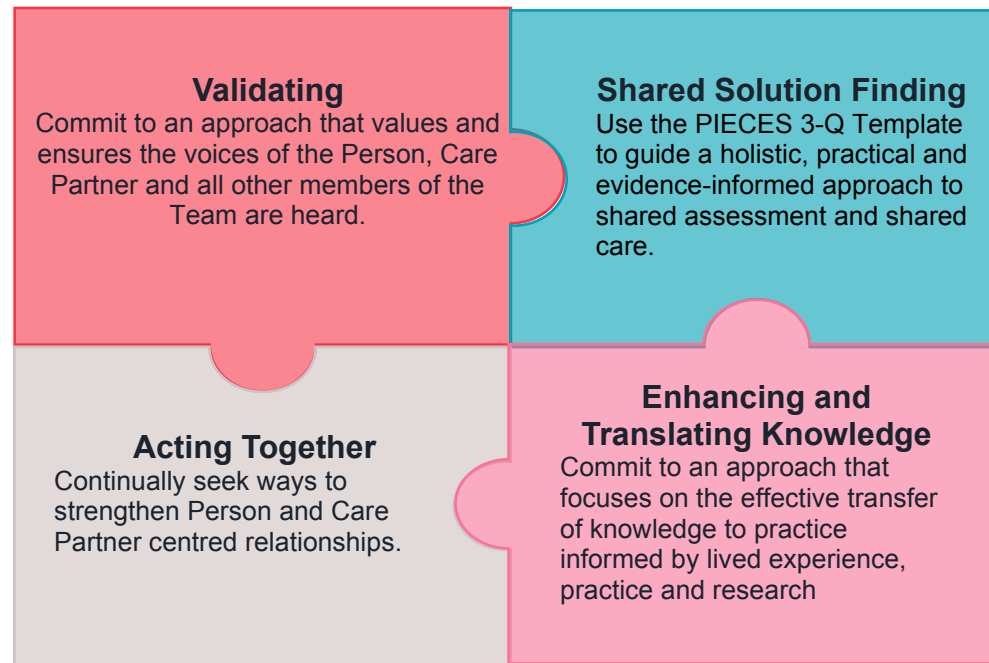 Validating
Commit to an approach that values and
ensures the voices of the Person, Care
Partner and all other members of the
Team are heard.
Shared Solution Finding
Use the PIECES 3-Q Template
to guide a holistic, practical and
evidence-informed approach to
shared assessment and shared
care.
Acting Together
Continually seek ways to
strengthen Person and Care
Partner centred relationships.
Enhancing and
Translating Knowledge
Commit to an approach that
focuses on the effective transfer
of knowledge to practice
informed by lived experience,
practice and research